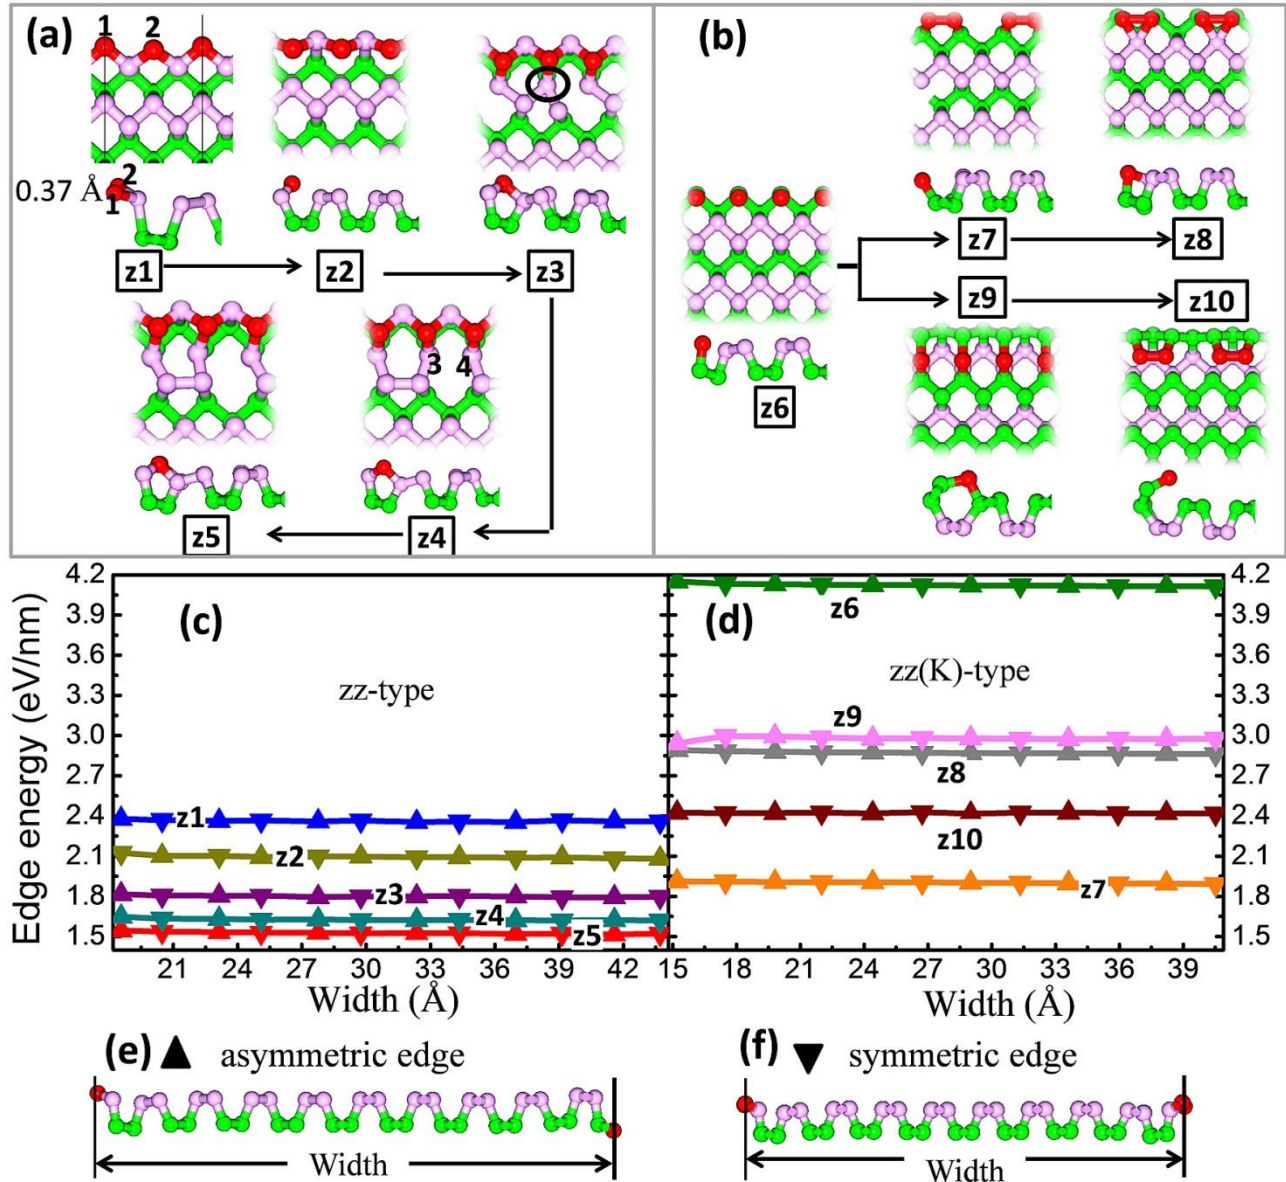 (a)
1 2
0.37 Å
2
1
z1 z2 z3
3 4
z5 z4
(b)
z7 z8
z9 z10
z6
Edge energy (eV/nm)
4.2
3.9
3.6
3.3
3.0
2.7
2.4
2.1
1.8
1.5
(c)
zz-type
z1
z2
z3
z4
z5
21 24 27 30 33 36 39 42
Width (Å)
(d)
z6
zz(K)-type
z9
z8
z10
z7
4.2
3.9
3.6
3.3
3.0
2.7
2.4
2.1
1.8
1.5
15 18 21 24 27 30 33 36 39
Width (Å)
(e) ▲ asymmetric edge
Width
(f) ▼ symmetric edge
Width